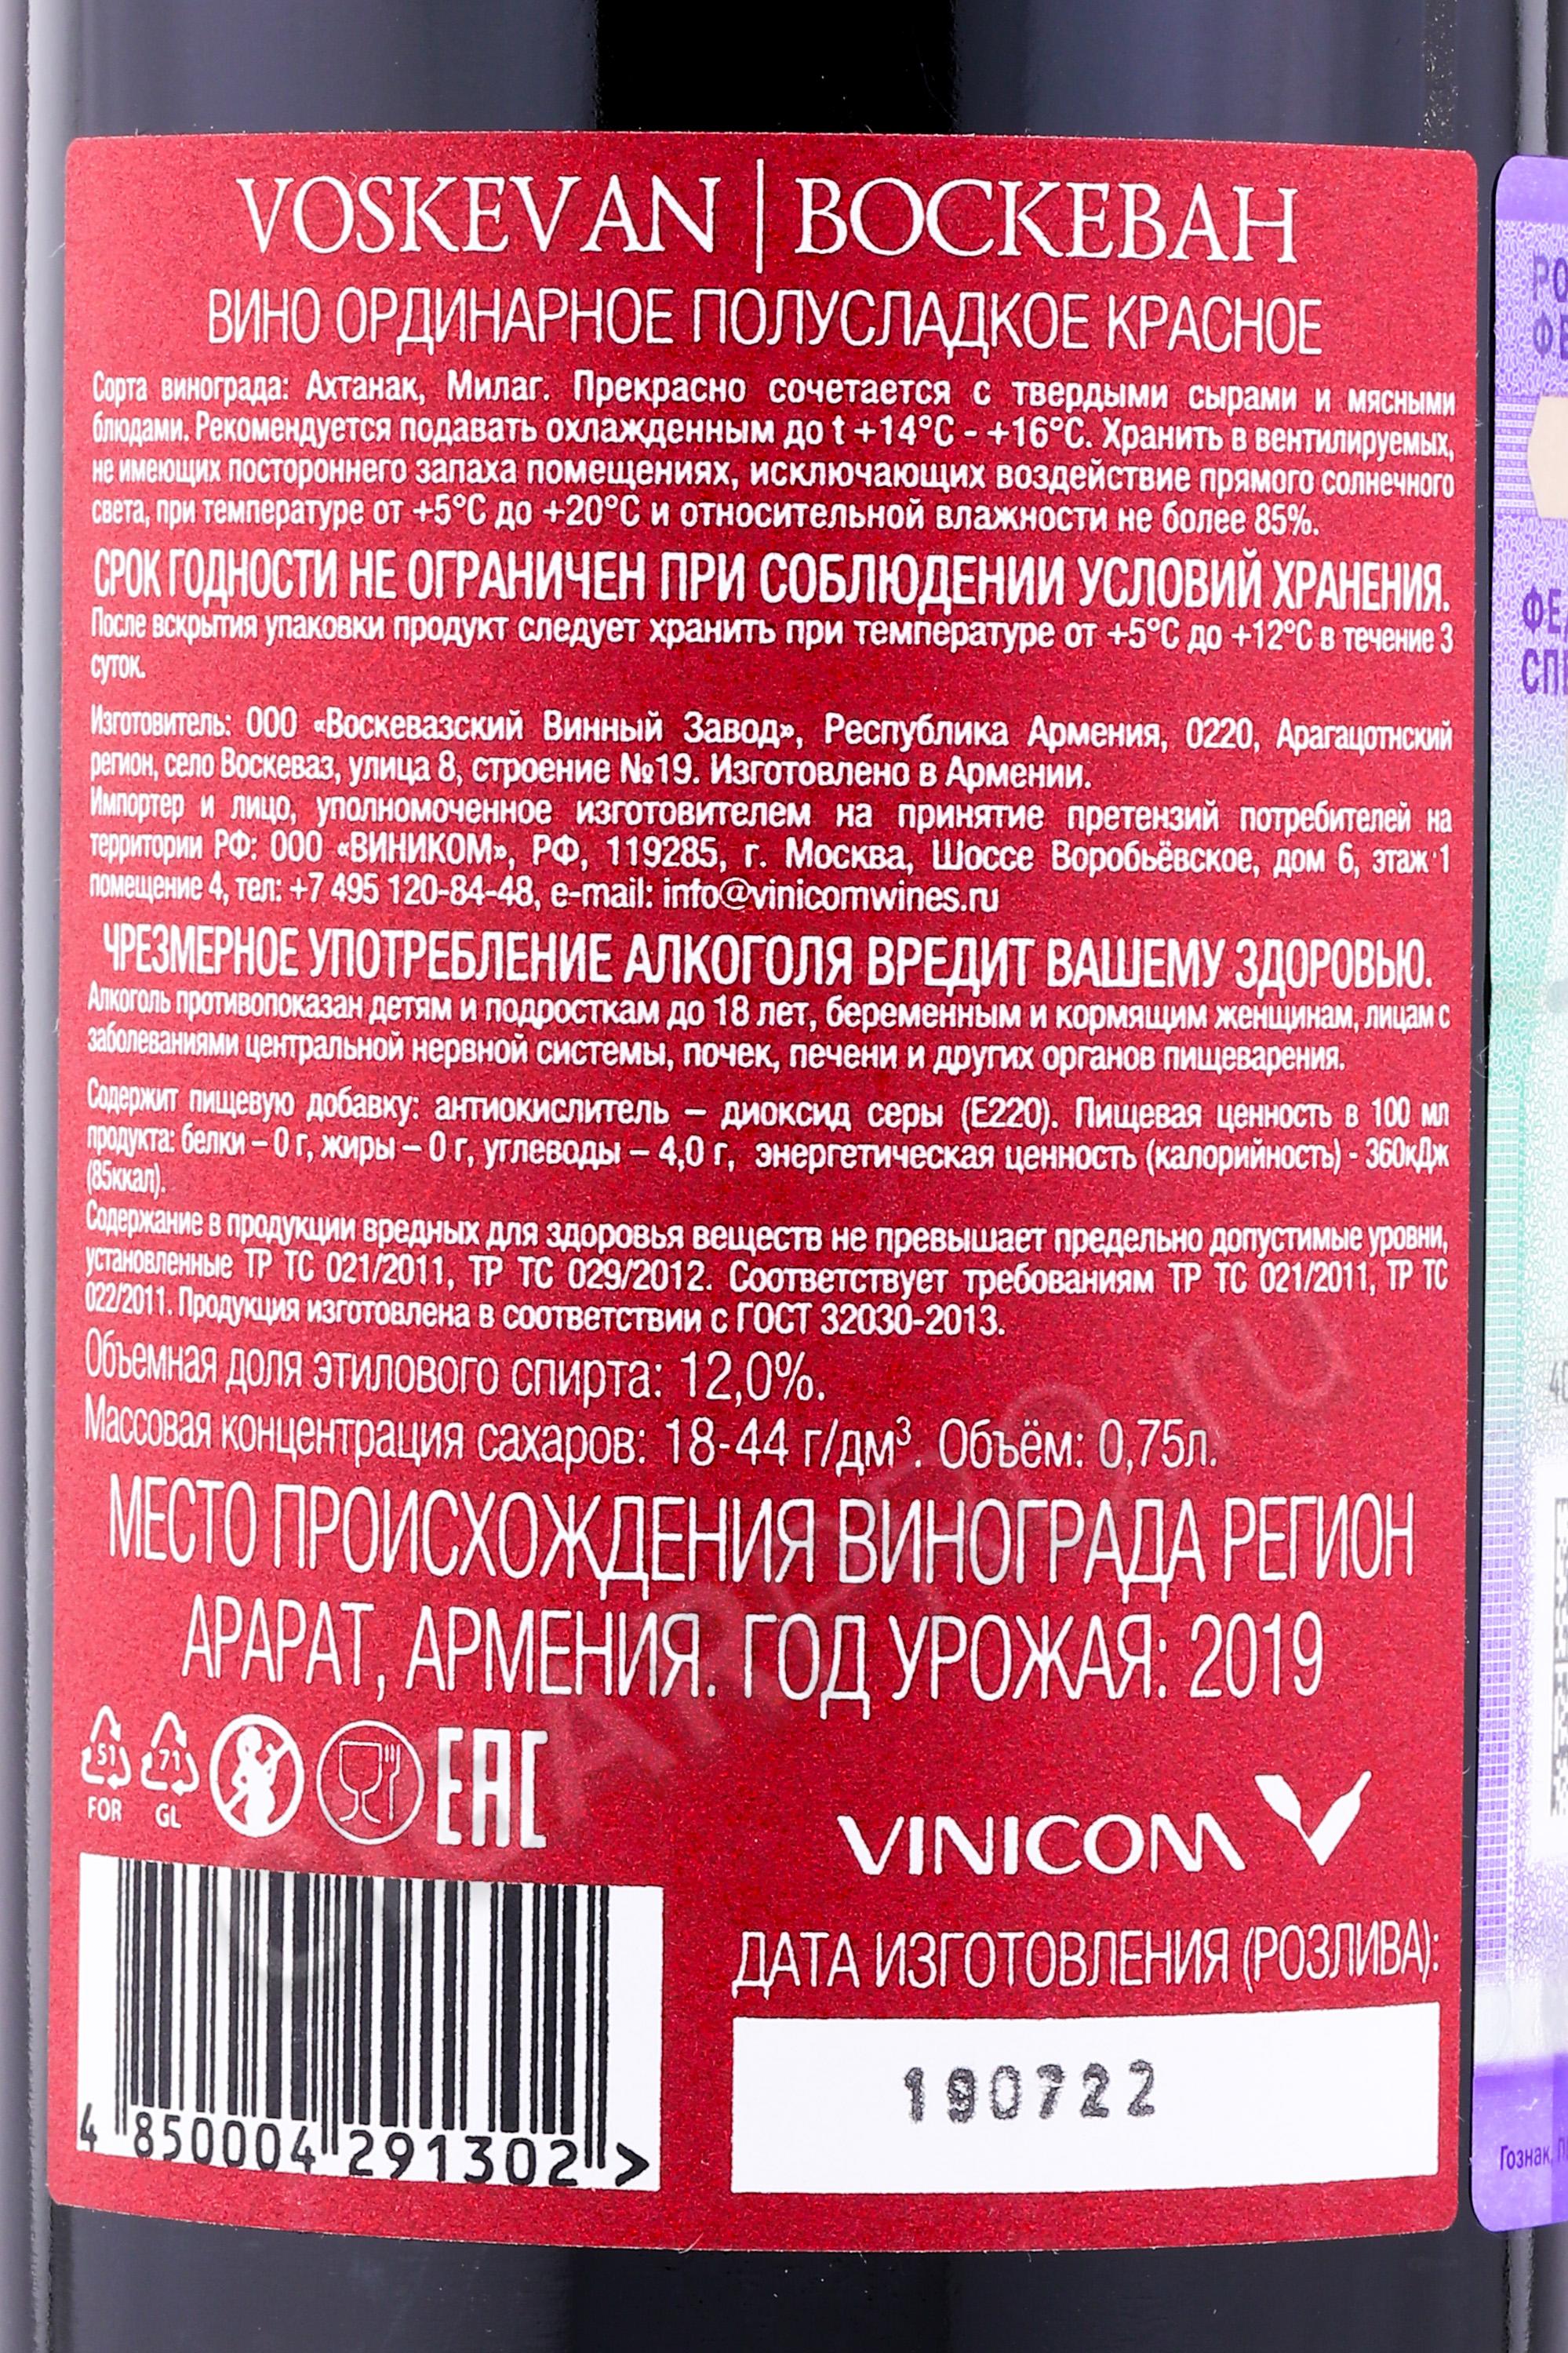 VOSKEVAN | ВОСКЕВАН
ВИНО ОРДИНАРНОЕ ПОЛУСЛАДКОЕ КРАСНОЕ
Сорта винограда: Ахтанак, Милаг. Прекрасно сочетается с твердыми сырами и мясными
блюдами. Рекомендуется подавать охлажденным до t +14°C - +16°C. Хранить в вентилируемых,
не имеющих постороннего запаха помещениях, исключающих воздействие прямого солнечного
света, при температуре от +5°C до +20°C и относительной влажности не более 85%.
СРОК ГОДНОСТИ НЕ ОГРАНИЧЕН ПРИ СОБЛЮДЕНИИ УСЛОВИЙ ХРАНЕНИЯ.
После вскрытия упаковки продукт следует хранить при температуре от +5°C до +12°C в течение 3
суток.
Изготовитель: ООО «Воскевазский Винный Завод», Республика Армения, 0220, Арагацотнский
регион, село Воскеваз, улица 8, строение №19. Изготовлено в Армении.
Импортер и лицо, уполномоченное изготовителем на принятие претензий потребителей на
территории РФ: ООО «ВИНИКОМ», РФ, 119285, г. Москва, Шоссе Воробьёвское, дом 6, этаж 1
помещение 4, тел: +7 495 120-84-48, e-mail: info@vinicomwines.ru
ЧРЕЗМЕРНОЕ УПОТРЕБЛЕНИЕ АЛКОГОЛЯ ВРЕДИТ ВАШЕМУ ЗДОРОВЬЮ.
Алкоголь противопоказан детям и подросткам до 18 лет, беременным и кормящим женщинам, лицам с
заболеваниями центральной нервной системы, почек, печени и других органов пищеварения.
Содержит пищевую добавку: антиокислитель – диоксид серы (Е220). Пищевая ценность в 100 мл
продукта: белки – 0 г, жиры – 0 г, углеводы – 4,0 г, энергетическая ценность (калорийность) - 360кДж
(85ккал).
Содержание в продукции вредных для здоровья веществ не превышает предельно допустимые уровни,
установленные ТР ТС 021/2011, ТР ТС 029/2012. Соответствует требованиям ТР ТС 021/2011, ТР ТС
022/2011. Продукция изготовлена в соответствии с ГОСТ 32030-2013.
Объемная доля этилового спирта: 12,0%.
Массовая концентрация сахаров: 18-44 г/дм³. Объём: 0,75л.
МЕСТО ПРОИСХОЖДЕНИЯ ВИНОГРАДА РЕГИОН
АРАРАТ, АРМЕНИЯ. ГОД УРОЖАЯ: 2019
51 71 EAC
FOR GL
VINICOM
ДАТА ИЗГОТОВЛЕНИЯ (РОЗЛИВА):
190722
4 850004 291302 >
Гознак